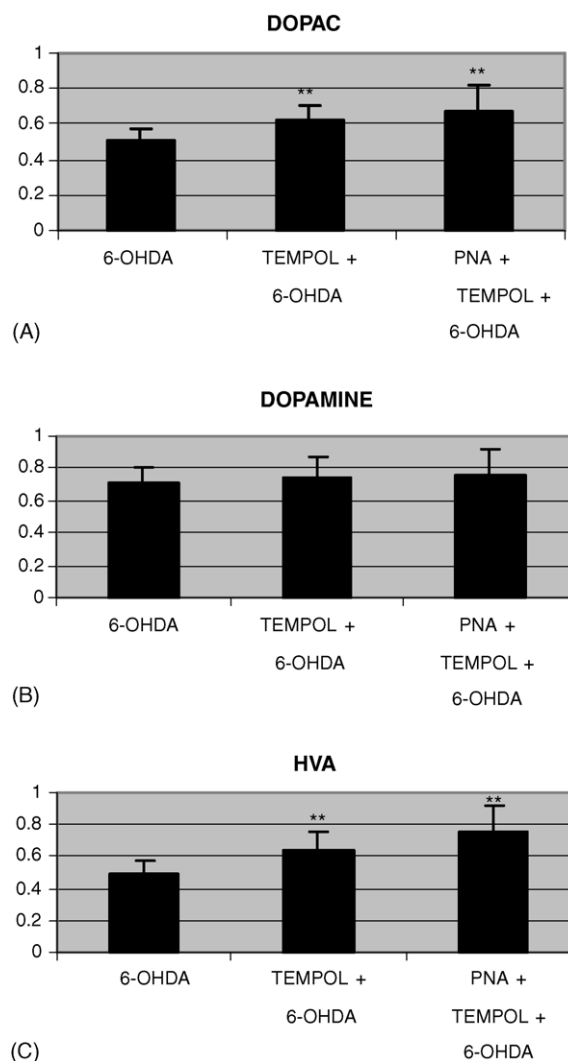 DOPAC
1
0.8
0.6
0.4
0.2
0
**
**
6-OHDA
TEMPOL +
6-OHDA
PNA +
TEMPOL +
6-OHDA
(A)
DOPAMINE
1
0.8
0.6
0.4
0.2
0
6-OHDA
TEMPOL +
6-OHDA
PNA +
TEMPOL +
6-OHDA
(B)
HVA
1
0.8
0.6
0.4
0.2
0
**
**
6-OHDA
TEMPOL +
6-OHDA
PNA +
TEMPOL +
6-OHDA
(C)